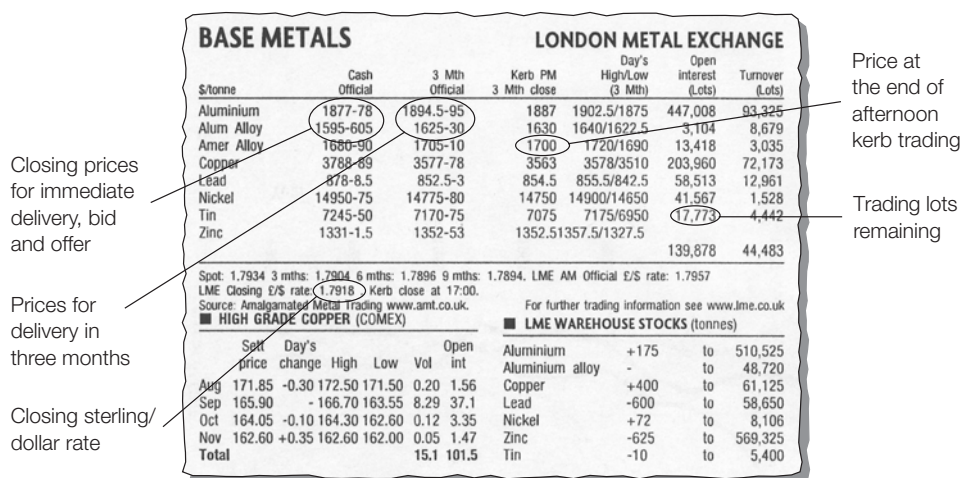 BASE METALS LONDON METAL EXCHANGE
$/tonne Cash Official 3 Mth Official Kerb PM 3 Mth close Day's High/Low (3 Mth) Open interest (Lots) Turnover (Lots)
Aluminium 1877-78 1894.5-95 1887 1902.5/1875 447,008 93,325
Alum Alloy 1595-605 1625-30 1630 1640/1622.5 3,104 8,679
Amer Alloy 1680-90 1705-10 1700 1720/1690 13,418 3,035
Copper 3788-89 3577-78 3563 3578/3510 203,960 72,173
Lead 878-8.5 852.5-3 854.5 855.5/842.5 58,513 12,961
Nickel 14950-75 14775-80 14750 14900/14650 41,567 1,528
Tin 7245-50 7170-75 7075 7175/6950 17,773 4,442
Zinc 1331-1.5 1352-53 1352.51357.5/1327.5
139,878 44,483
Spot: 1.7934 3 mths: 1.7904 6 mths: 1.7896 9 mths: 1.7894. LME AM Official £/S rate: 1.7957
LME Closing £/S rate: 1.7918 Kerb close at 17:00.
Source: Amalgamated Metal Trading www.amt.co.uk. For further trading information see www.lme.co.uk
HIGH GRADE COPPER (COMEX)
Sett price Day's change High Low Vol Open int
Aug 171.85 -0.30 172.50 171.50 0.20 1.56
Sep 165.90 - 166.70 163.55 8.29 37.1
Oct 164.05 -0.10 164.30 162.60 0.12 3.35
Nov 162.60 +0.35 162.60 162.00 0.05 1.47
Total 15.1 101.5
LME WAREHOUSE STOCKS (tonnes)
Aluminium +175 to 510,525
Aluminium alloy - to 48,720
Copper +400 to 61,125
Lead -600 to 58,650
Nickel +72 to 8,106
Zinc -625 to 569,325
Tin -10 to 5,400
Closing prices
for immediate
delivery, bid
and offer
Prices for
delivery in
three months
Closing sterling/
dollar rate
Price at
the end of
afternoon
kerb trading
Trading lots
remaining